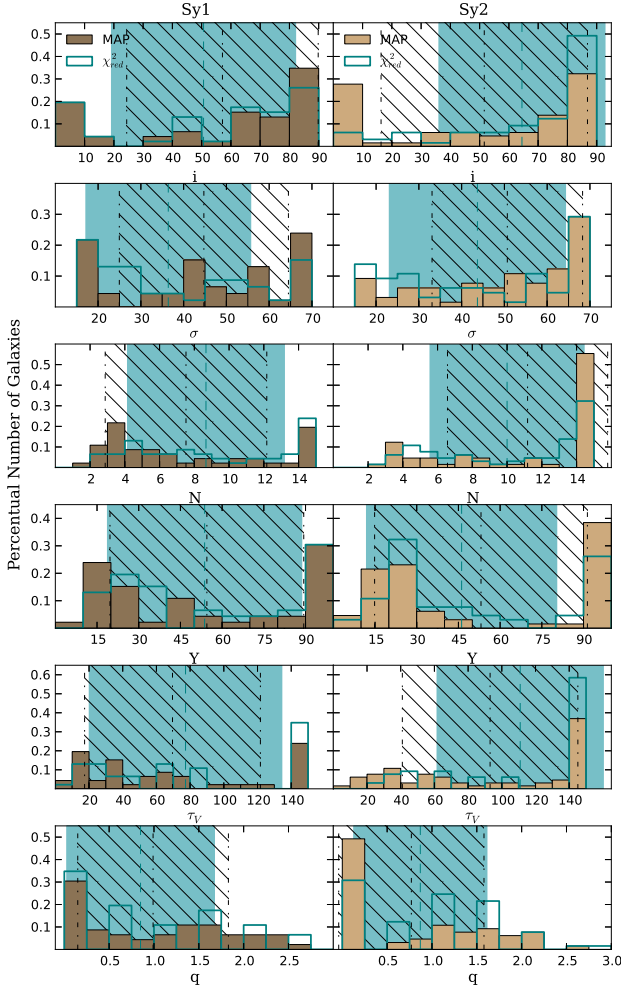 Sy1 Sy2
MAP MAP
χ²red χ²red
0.5
0.4
0.3
0.2
0.1
10 20 30 40 50 60 70 80 90 10 20 30 40 50 60 70 80 90
i i
0.3
0.2
0.1
20 30 40 50 60 70 20 30 40 50 60 70
σ σ
Percentual Number of Galaxies
0.5
0.4
0.3
0.2
0.1
2 4 6 8 10 12 14 2 4 6 8 10 12 14
N N
0.4
0.3
0.2
0.1
15 30 45 60 75 90 15 30 45 60 75 90
Y Y
0.6
0.5
0.4
0.3
0.2
0.1
20 40 60 80 100 120 140 20 40 60 80 100 120 140
τV τV
0.5
0.4
0.3
0.2
0.1
0.5 1.0 1.5 2.0 2.5 0.5 1.0 1.5 2.0 2.5 3.0
q q